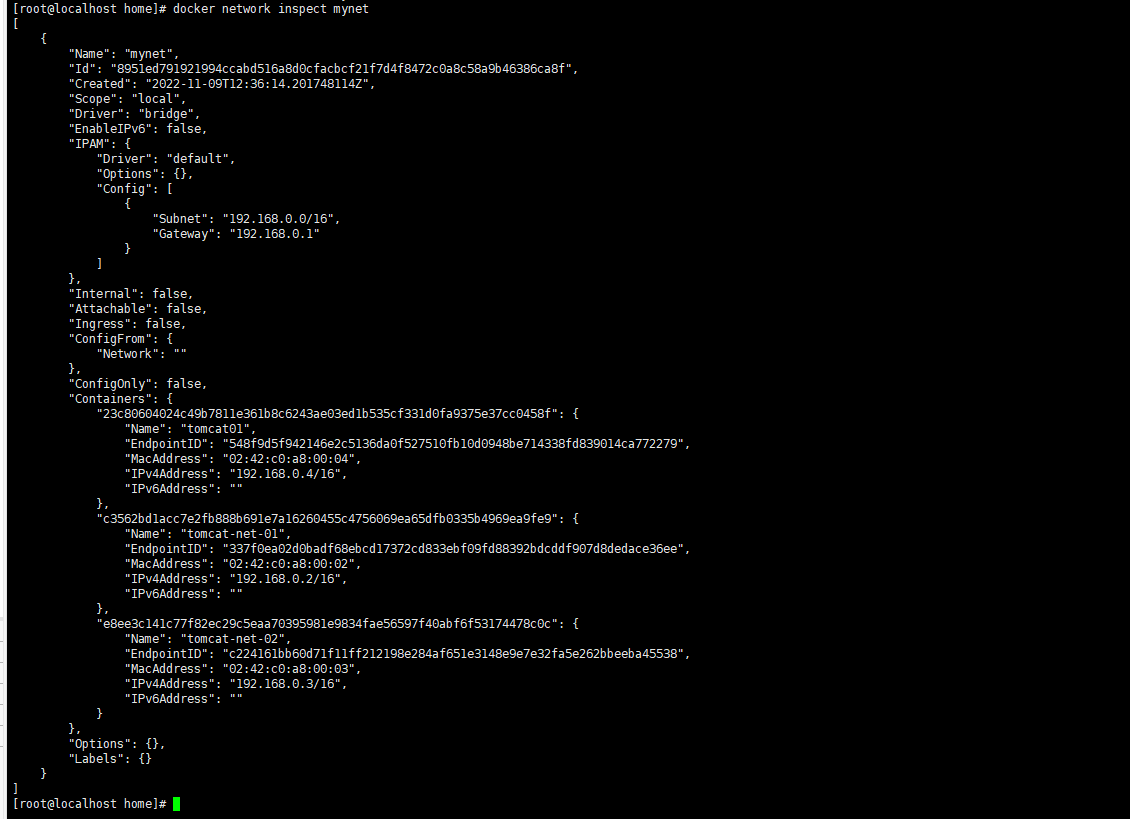 [root@localhost home]# docker network inspect mynet
[
    {
        "Name": "mynet",
        "Id": "8951ed791921994ccabd516a8d0cfacbcf21f7d4f8472c0a8c58a9b46386ca8f",
        "Created": "2022-11-09T12:36:14.201748114Z",
        "Scope": "local",
        "Driver": "bridge",
        "EnableIPv6": false,
        "IPAM": {
            "Driver": "default",
            "Options": {},
            "Config": [
                {
                    "Subnet": "192.168.0.0/16",
                    "Gateway": "192.168.0.1"
                }
            ]
        },
        "Internal": false,
        "Attachable": false,
        "Ingress": false,
        "ConfigFrom": {
            "Network": ""
        },
        "ConfigOnly": false,
        "Containers": {
            "23c80604024c49b7811e361b8c6243ae03ed1b535cf331d0fa9375e37cc0458f": {
                "Name": "tomcat01",
                "EndpointID": "548f9d5f942146e2c5136da0f527510fb10d0948be714338fd839014ca772279",
                "MacAddress": "02:42:c0:a8:00:04",
                "IPv4Address": "192.168.0.4/16",
                "IPv6Address": ""
            },
            "c3562bd1acc7e2fb888b691e7a16260455c4756069ea65dfb0335b4969ea9fe9": {
                "Name": "tomcat-net-01",
                "EndpointID": "337f0ea02d0badf68ebcd17372cd833ebf09fd88392bdcddf907d8dedace36ee",
                "MacAddress": "02:42:c0:a8:00:02",
                "IPv4Address": "192.168.0.2/16",
                "IPv6Address": ""
            },
            "e8ee3c141c77f82ec29c5eaa70395981e9834fae56597f40abf6f53174478c0c": {
                "Name": "tomcat-net-02",
                "EndpointID": "c224161bb60d71f11ff212198e284af651e3148e9e7e32fa5e262bbeeba45538",
                "MacAddress": "02:42:c0:a8:00:03",
                "IPv4Address": "192.168.0.3/16",
                "IPv6Address": ""
            }
        },
        "Options": {},
        "Labels": {}
    }
]
[root@localhost home]#